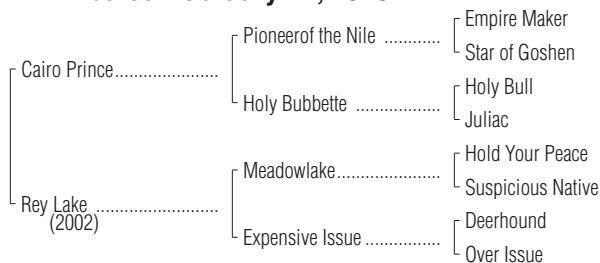 Empire Maker
Pioneerof the Nile ............
Star of Goshen
Cairo Prince......................
Holy Bull
Holy Bubbette ..................
Juliac
Hold Your Peace
Meadowlake................
Suspicious Native
Rey Lake ..........................
(2002)
Deerhound
Expensive Issue ................
Over Issue